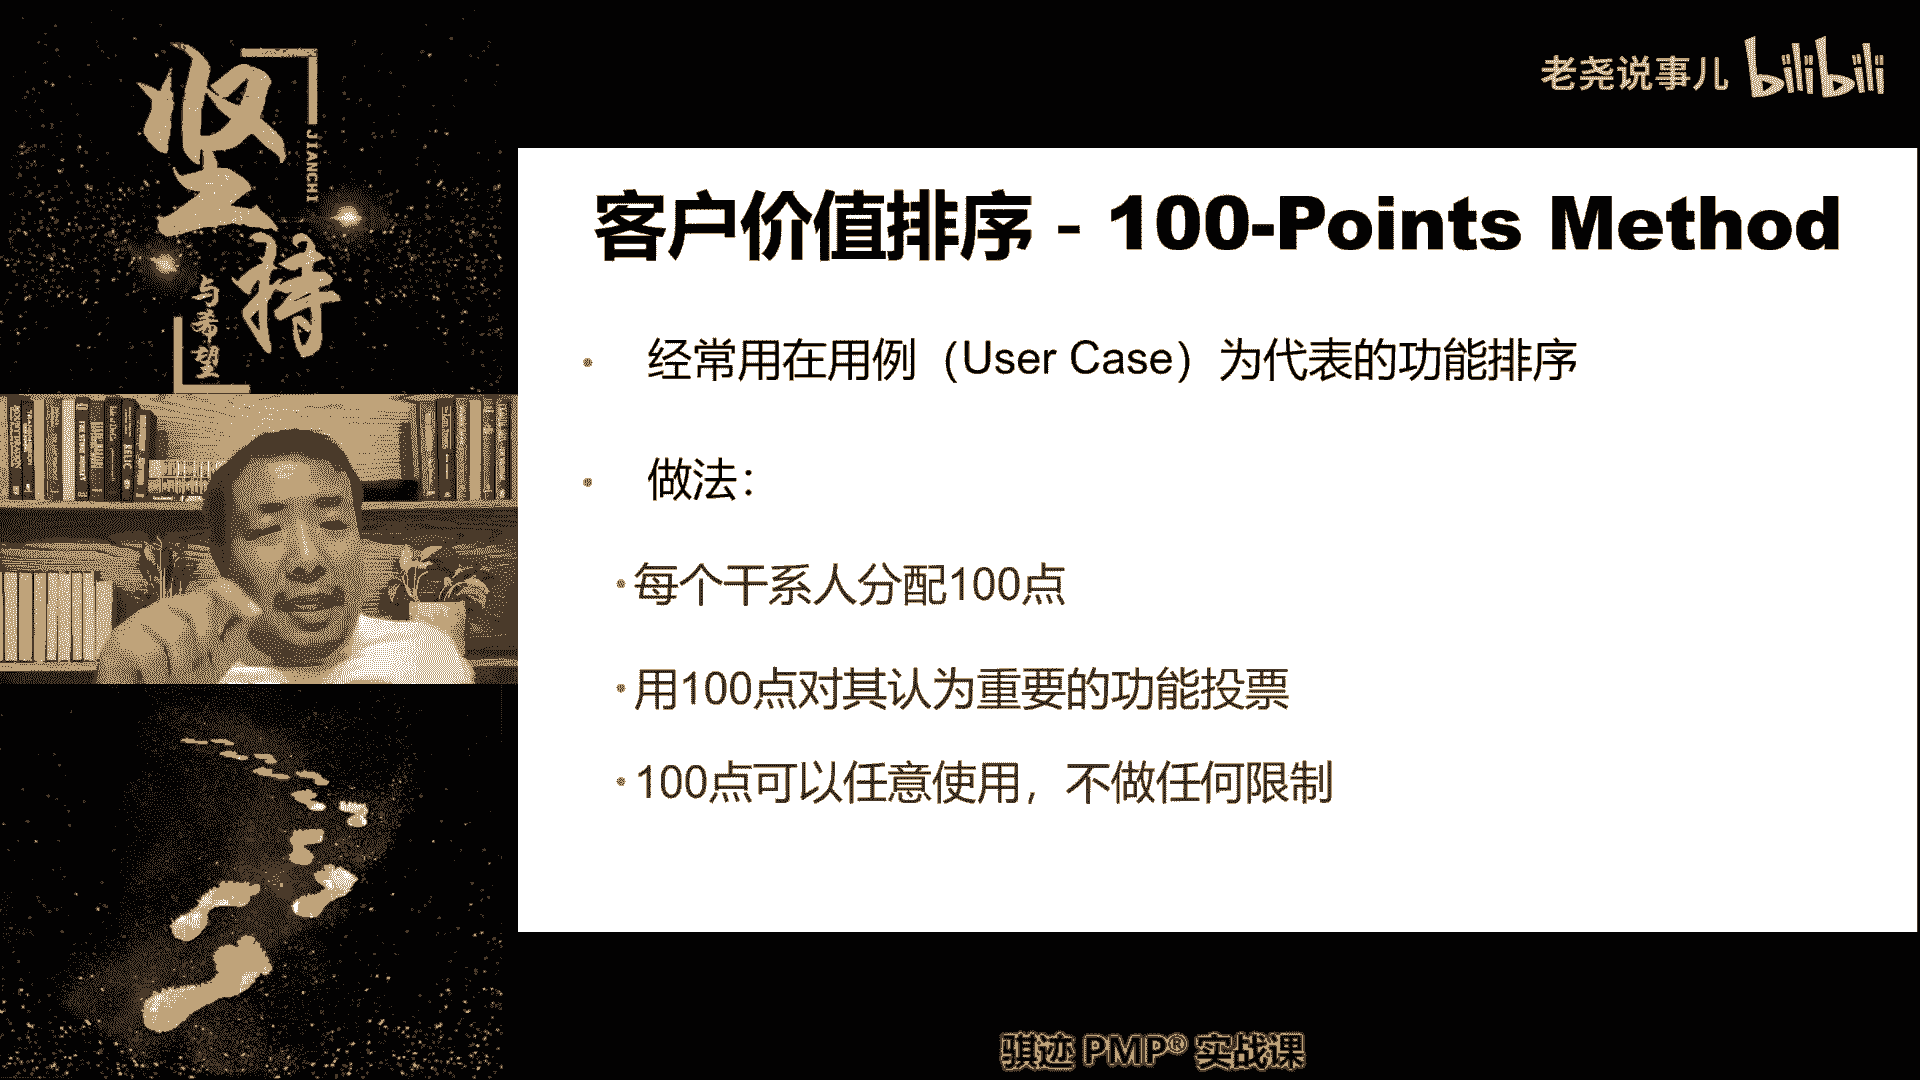 坚持
JIANCHI
与希望
老尧说事儿 bilibili
客户价值排序 - 100-Points Method
• 经常用在用例（User Case）为代表的功能排序
• 做法：
• 每个干系人分配100点
• 用100点对其认为重要的功能投票
• 100点可以任意使用，不做任何限制
骐迹 PMP® 实战课